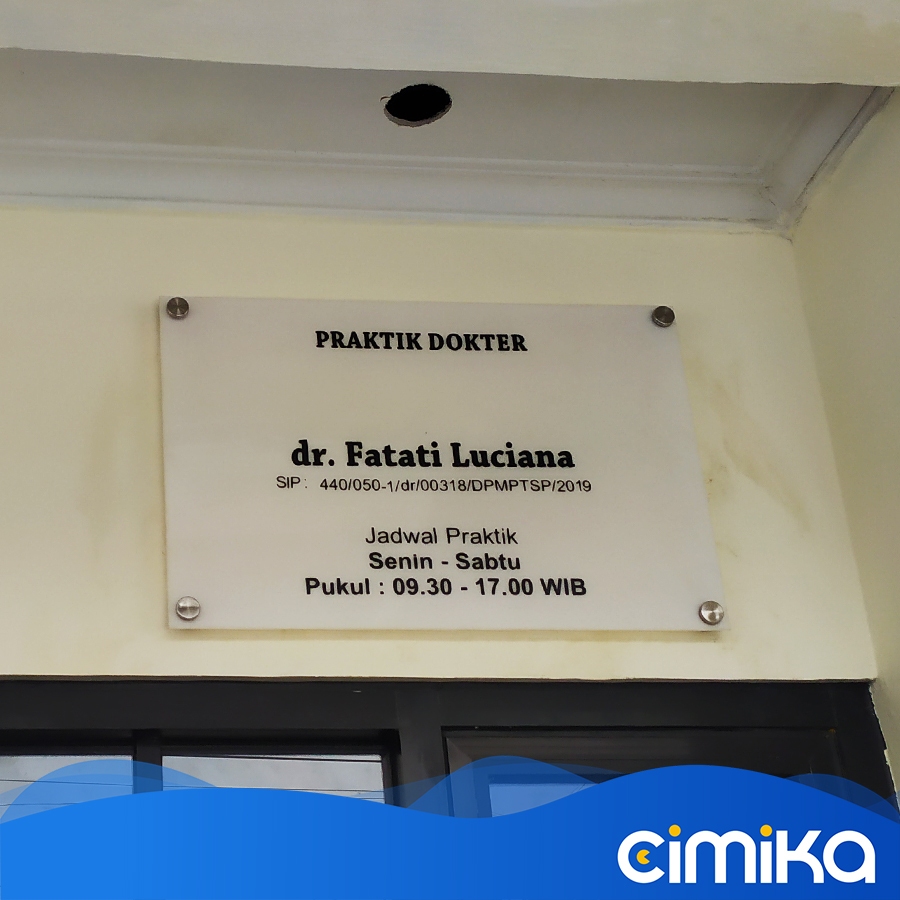 PRAKTIK DOKTER
dr. Fatati Luciana
SIP: 440/050-1/dr/00318/DPMPTSP/2019
Jadwal Praktik
Senin - Sabtu
Pukul : 09.30 - 17.00 WIB
cimika